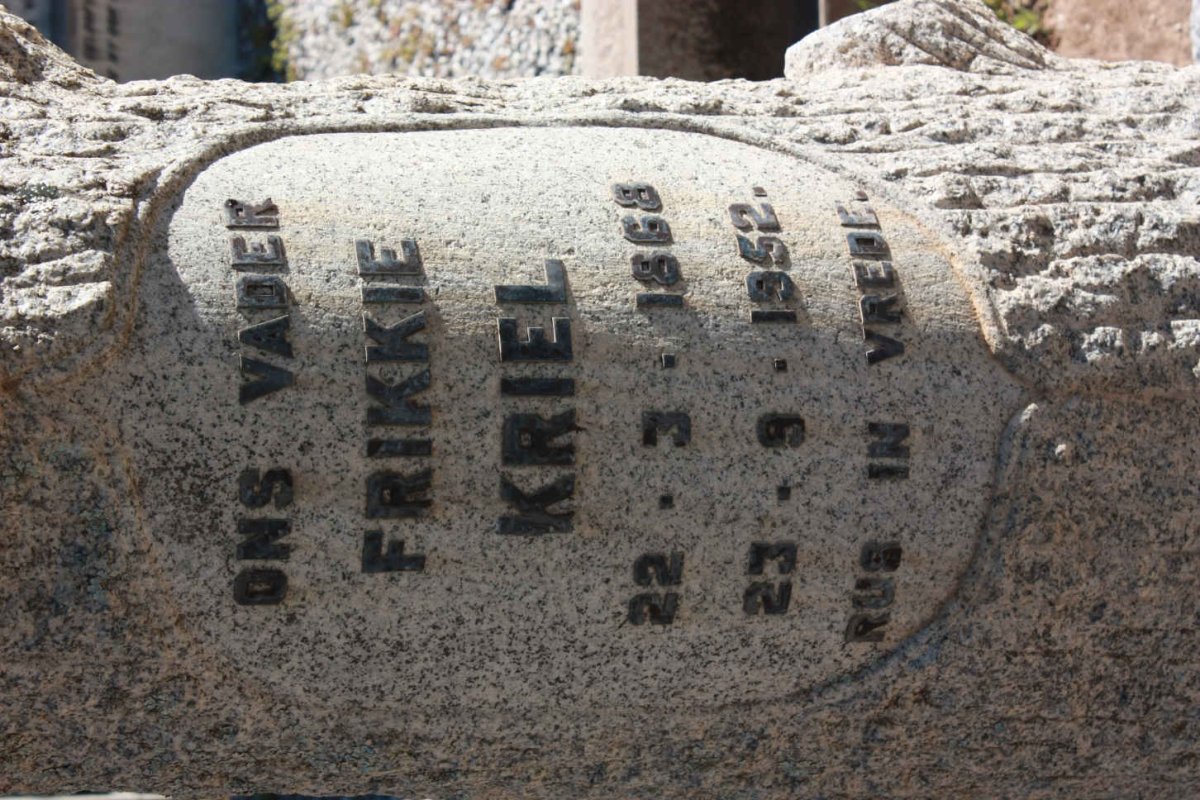 ONS VADER
FRIKKIE
KRIEL
22.3.1868
23.9.1952.
RUS IN VREDE.